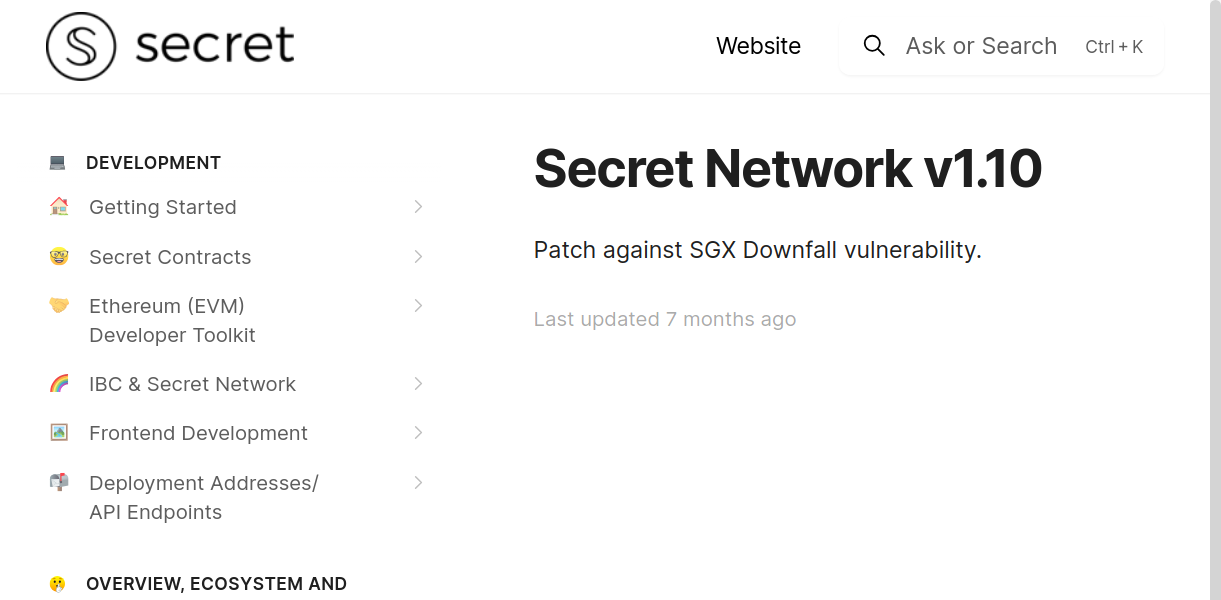 secret
Website
Ask or Search
Ctrl + K
DEVELOPMENT
Getting Started
Secret Contracts
Ethereum (EVM)
Developer Toolkit
IBC & Secret Network
Frontend Development
Deployment Addresses/
API Endpoints
OVERVIEW, ECOSYSTEM AND
Secret Network v1.10
Patch against SGX Downfall vulnerability.
Last updated 7 months ago